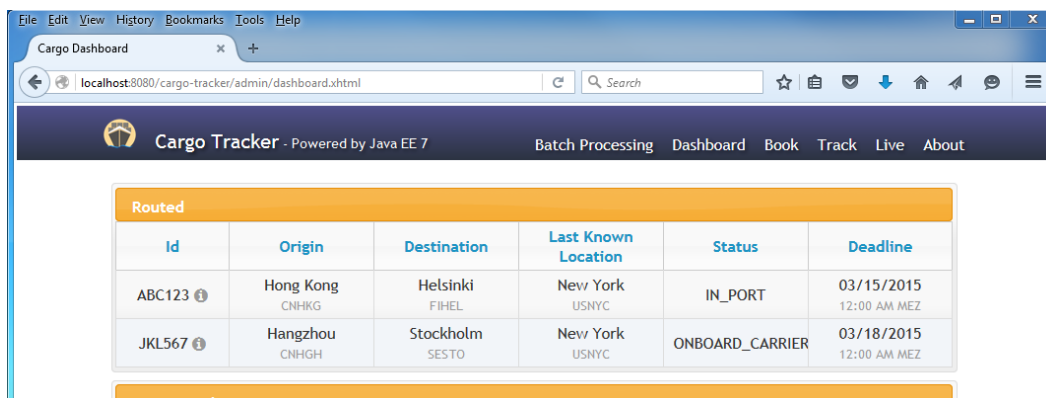 File Edit View History Bookmarks Tools Help
Cargo Dashboard
localhost:8080/cargo-tracker/admin/dashboard.xhtml Search
Cargo Tracker - Powered by Java EE 7 Batch Processing Dashboard Book Track Live About
Routed
Id Origin Destination Last Known Location Status Deadline
ABC123 Hong Kong Helsinki New York IN_PORT 03/15/2015
CNHKG FIHEL USNYC 12:00 AM MEZ
JKL567 Hangzhou Stockholm New York ONBOARD_CARRIER 03/18/2015
CNHGH SESTO USNYC 12:00 AM MEZ